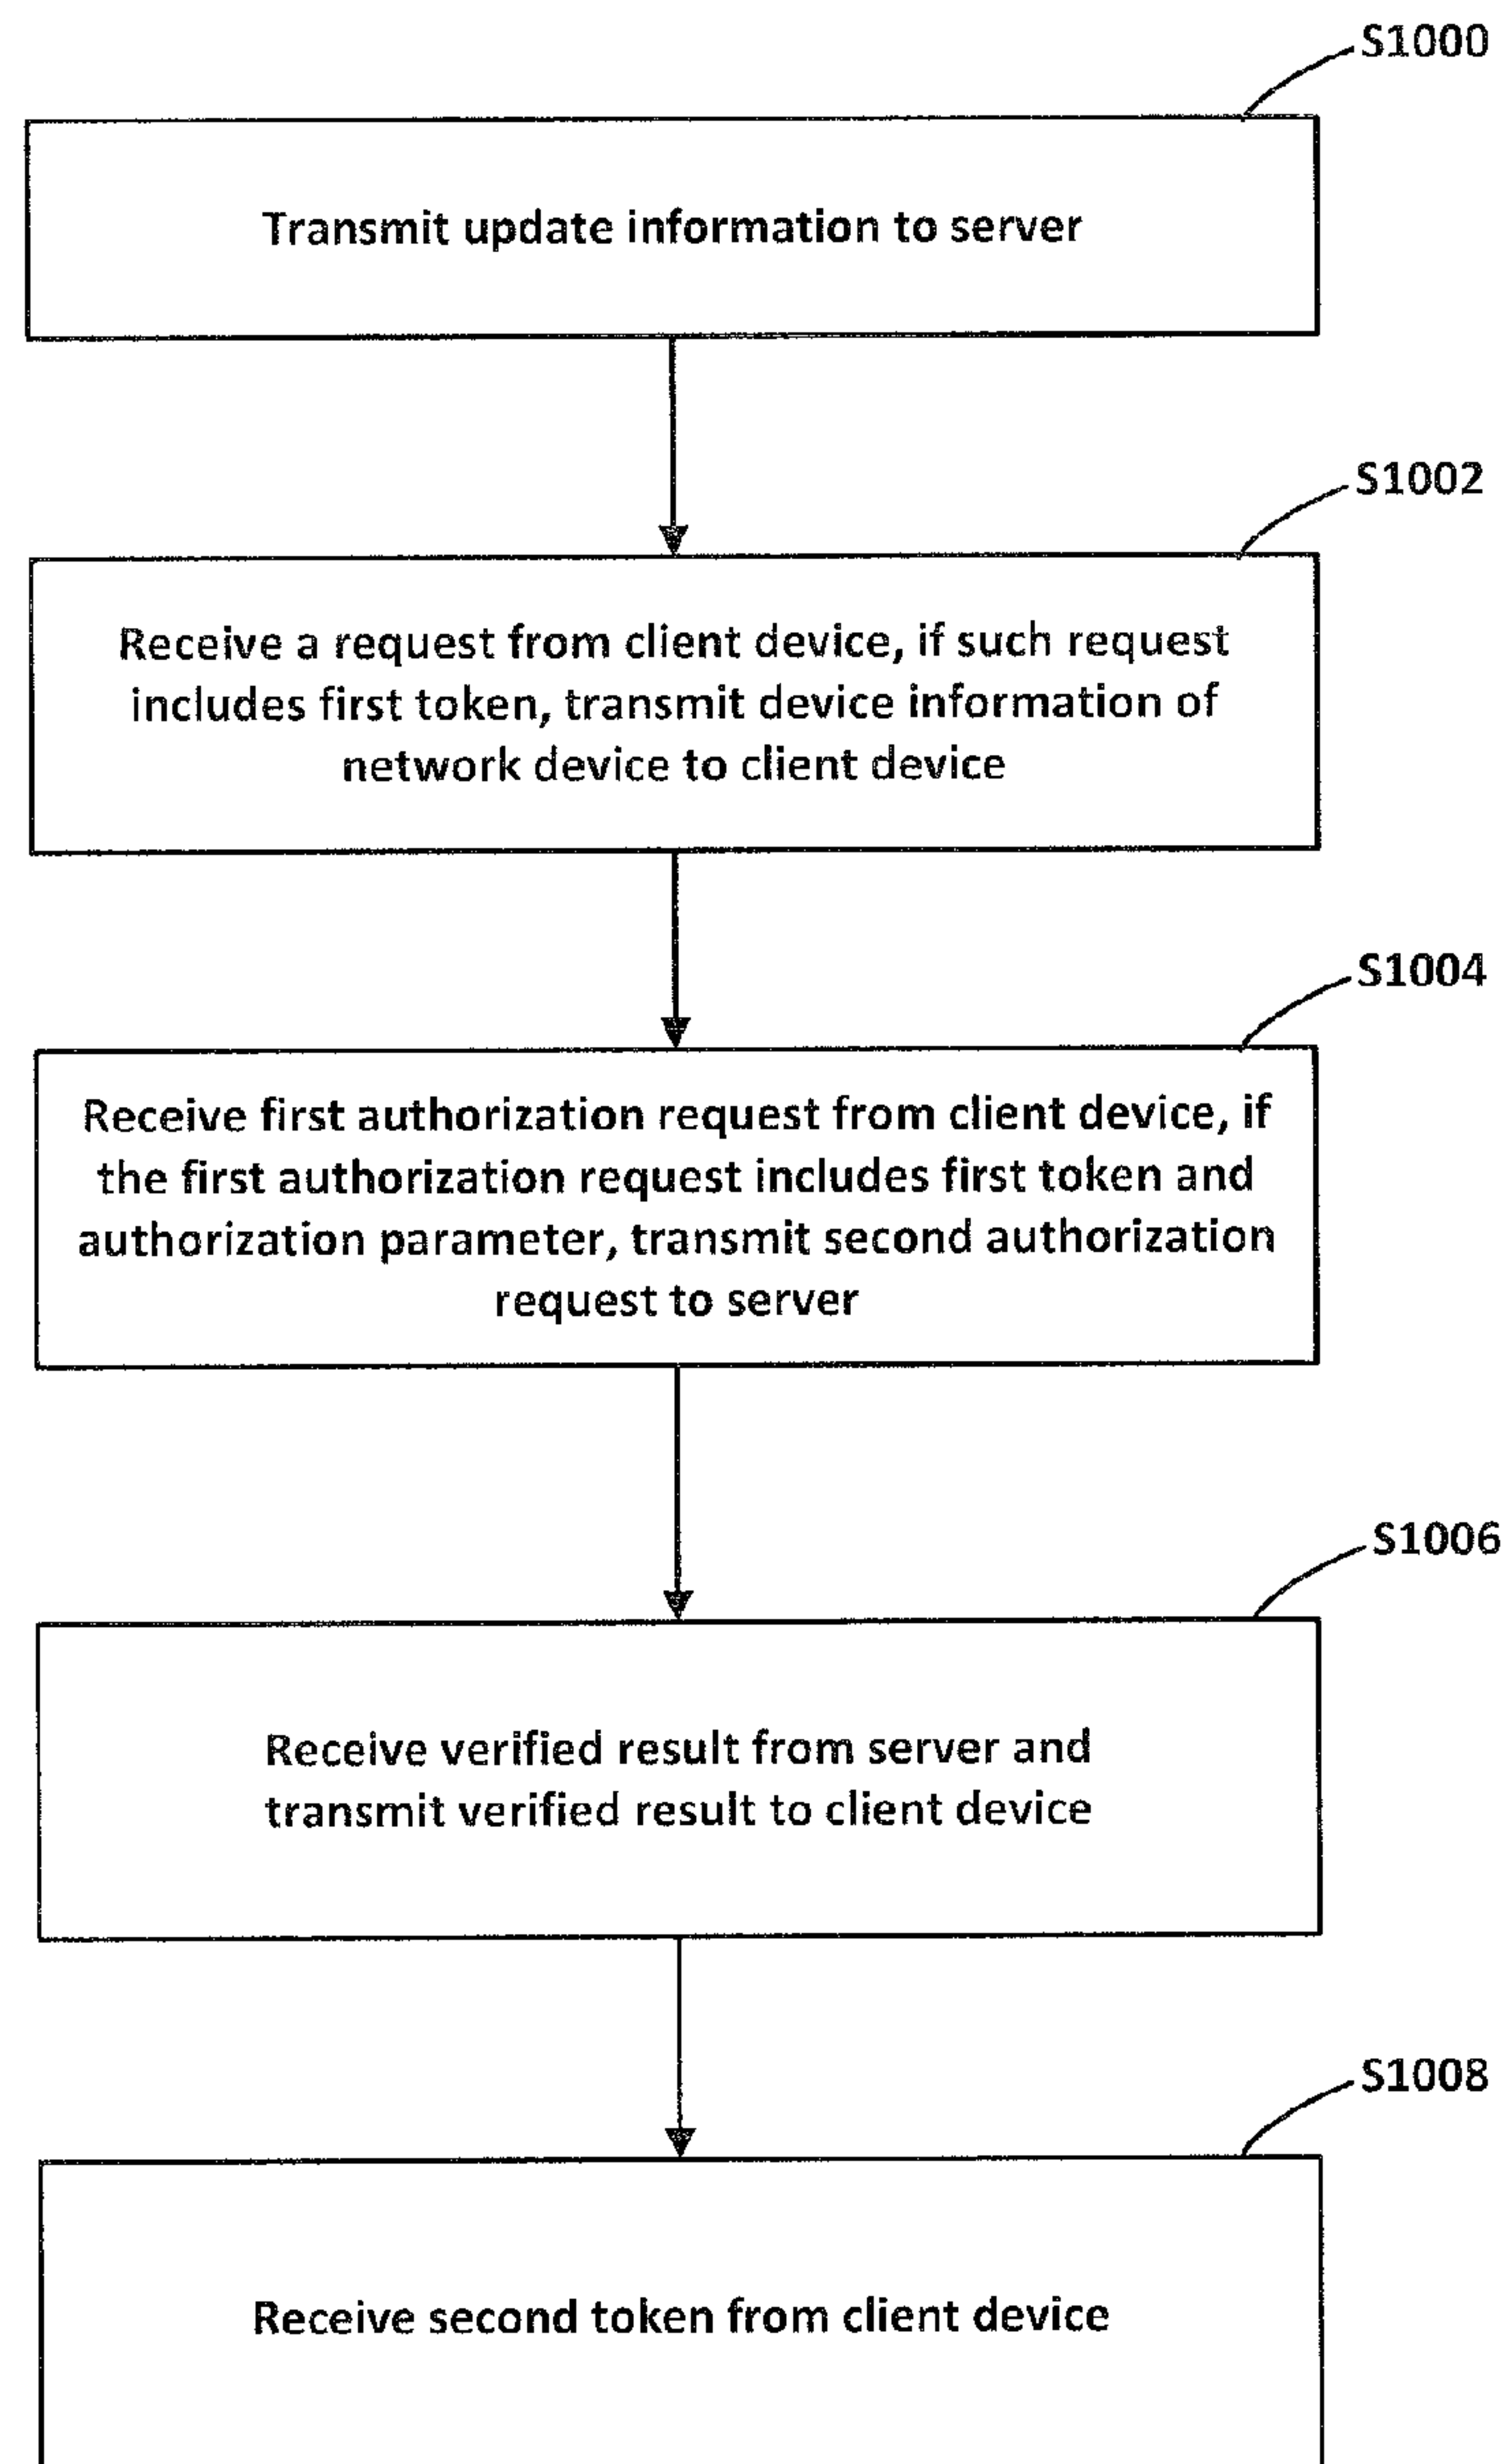 S1000
Transmit update information to server
S1002
Receive a request from client device, if such request
includes first token, transmit device information of
network device to client device
S1004
Receive first authorization request from client device, if
the first authorization request includes first token and
authorization parameter, transmit second authorization
request to server
S1006
Receive verified result from server and
transmit verified result to client device
S1008
Receive second token from client device